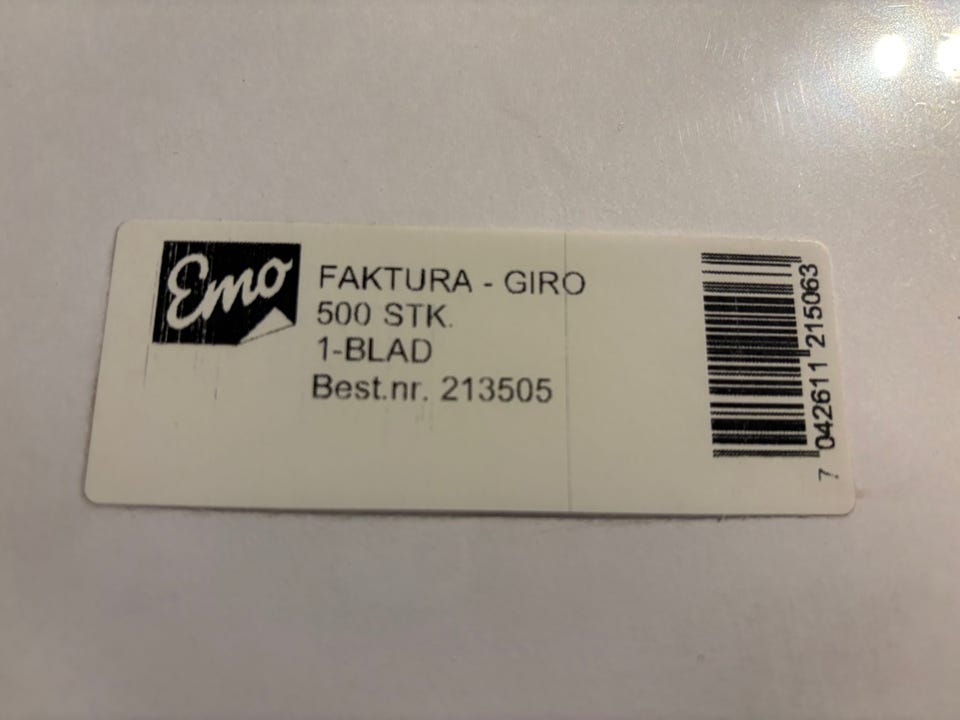 Emo
FAKTURA - GIRO
500 STK.
1-BLAD
Best.nr. 213505
7 042611 215063